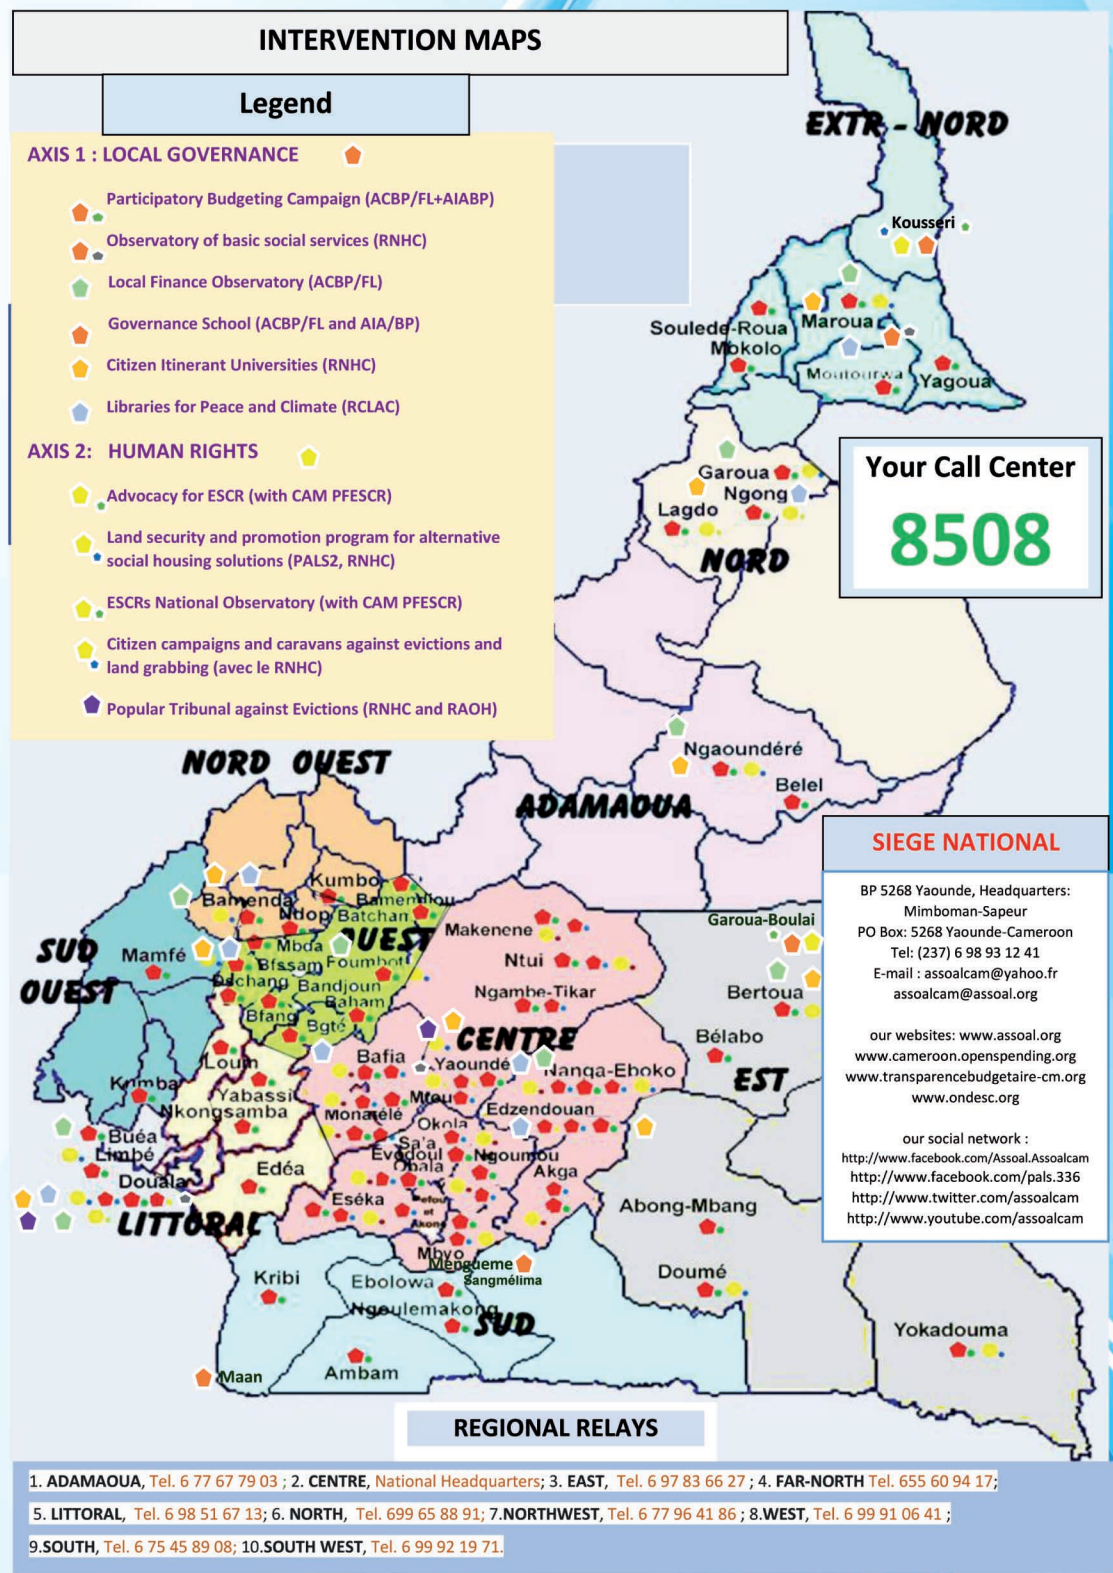 INTERVENTION MAPS
Legend
AXIS 1 : LOCAL GOVERNANCE
Participatory Budgeting Campaign (ACBP/FL+AIABP)
Observatory of basic social services (RNHC)
Local Finance Observatory (ACBP/FL)
Governance School (ACBP/FL and AIA/BP)
Citizen Itinerant Universities (RNHC)
Libraries for Peace and Climate (RCLAC)
AXIS 2: HUMAN RIGHTS
Advocacy for ESCR (with CAM PFESCR)
Land security and promotion program for alternative
social housing solutions (PALS2, RNHC)
ESCRs National Observatory (with CAM PFESCR)
Citizen campaigns and caravans against evictions and
land grabbing (avec le RNHC)
Popular Tribunal against Evictions (RNHC and RAOH)
EXTR - NORD
Kousseri
Soulede-Roua
Maroua
Mokolo
Moutourwa
Yagoua
Garoua
Ngong
Lagdo
NORD
Your Call Center
8508
Ngaoundéré
Belel
ADAMAOUA
NORD OUEST
Kumbo
Bamendjou
Bamenda
Ndop
Batchan
OUEST
Mbda
Bfssam
Foumbot
Dschang
Bandjoun
Baham
Bfang
Bgté
SUD
OUEST
Mamfé
Makenene
Ntui
Ngambe-Tikar
CENTRE
Bafia
Yaoundé
Nanga-Eboko
Loum
Kumba
Yabassi
Nkongsamba
Monatélé
Mfou
Edzendouan
Okola
Sa'a
Evodoul
Ngoumou
Obala
Akga
Buéa
Limbé
Douala
Edéa
LITTORAL
Eséka
et
Akono
Mbyo
Mengueme
Sangmélima
Kribi
Ebolowa
Ngoulemakong
SUD
Maan
Ambam
Garoua-Boulai
Bertoua
Bélabo
EST
Abong-Mbang
Doumé
Yokadouma
SIEGE NATIONAL
BP 5268 Yaounde, Headquarters:
Mimboman-Sapeur
PO Box: 5268 Yaounde-Cameroon
Tel: (237) 6 98 93 12 41
E-mail : assoalcam@yahoo.fr
assoalcam@assoal.org
our websites: www.assoal.org
www.cameroon.openspending.org
www.transparencebudgetaire-cm.org
www.ondesc.org
our social network :
http://www.facebook.com/Assoal.Assoalcam
http://www.facebook.com/pals.336
http://www.twitter.com/assoalcam
http://www.youtube.com/assoalcam
REGIONAL RELAYS
1. ADAMAOUA, Tel. 6 77 67 79 03 ; 2. CENTRE, National Headquarters; 3. EAST, Tel. 6 97 83 66 27 ; 4. FAR-NORTH Tel. 655 60 94 17;
5. LITTORAL, Tel. 6 98 51 67 13; 6. NORTH, Tel. 699 65 88 91; 7.NORTHWEST, Tel. 6 77 96 41 86 ; 8.WEST, Tel. 6 99 91 06 41 ;
9.SOUTH, Tel. 6 75 45 89 08; 10.SOUTH WEST, Tel. 6 99 92 19 71.